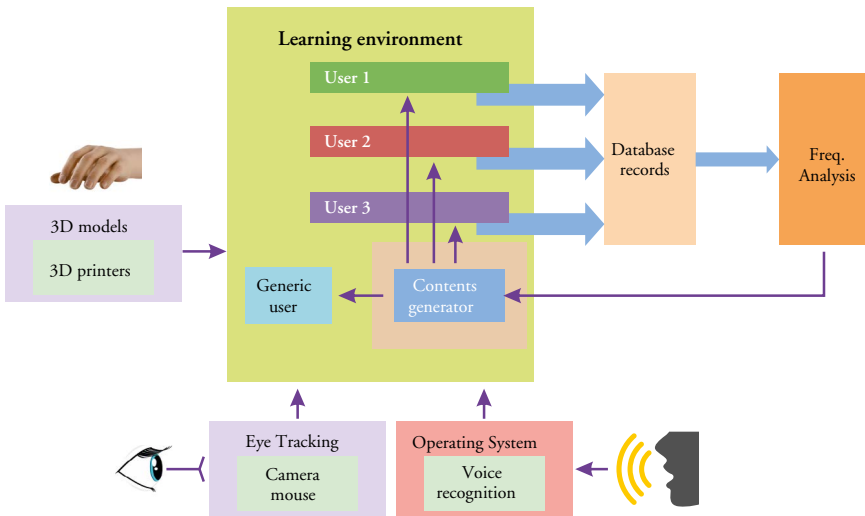 Learning environment
User 1
User 2
User 3
Database
records
Freq.
Analysis
3D models
3D printers
Generic
user
Contents
generator
Eye Tracking
Camera
mouse
Operating System
Voice
recognition